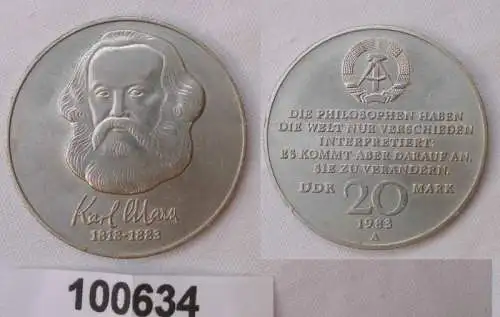 Karl Marx
1818-1883
DIE PHILOSOPHEN HABEN
DIE WELT NUR VERSCHIEDEN
INTERPRETIERT;
ES KOMMT ABER DARAUF AN,
SIE ZU VERÄNDERN.
DDR 20 MARK
1983
A
100634